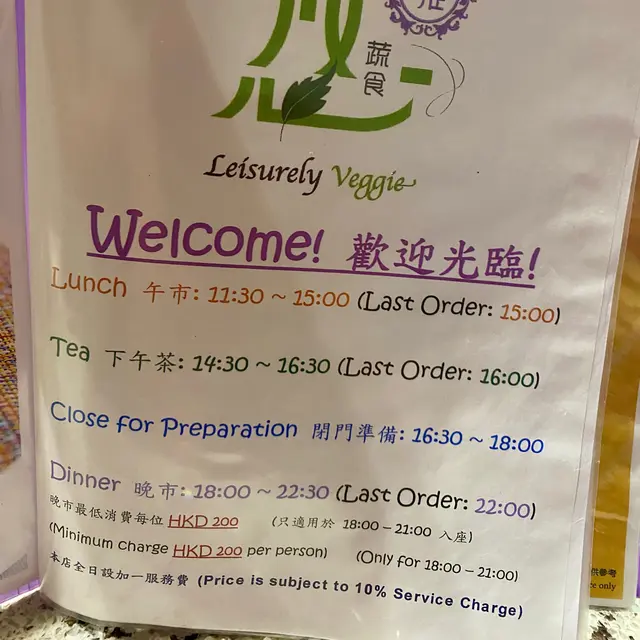 蔬食
Leisurely Veggie
Welcome! 歡迎光臨!
Lunch 午市: 11:30 ~ 15:00 (Last Order: 15:00)
Tea 下午茶: 14:30 ~ 16:30 (Last Order: 16:00)
Close for Preparation 閉門準備: 16:30 ~ 18:00
Dinner 晚市: 18:00 ~ 22:30 (Last Order: 22:00)
晚市最低消費每位 HKD 200 (只適用於 18:00 – 21:00 入座)
(Minimum charge HKD 200 per person) (Only for 18:00 – 21:00)
本店全日設加一服務費 (Price is subject to 10% Service Charge)
供參考
only